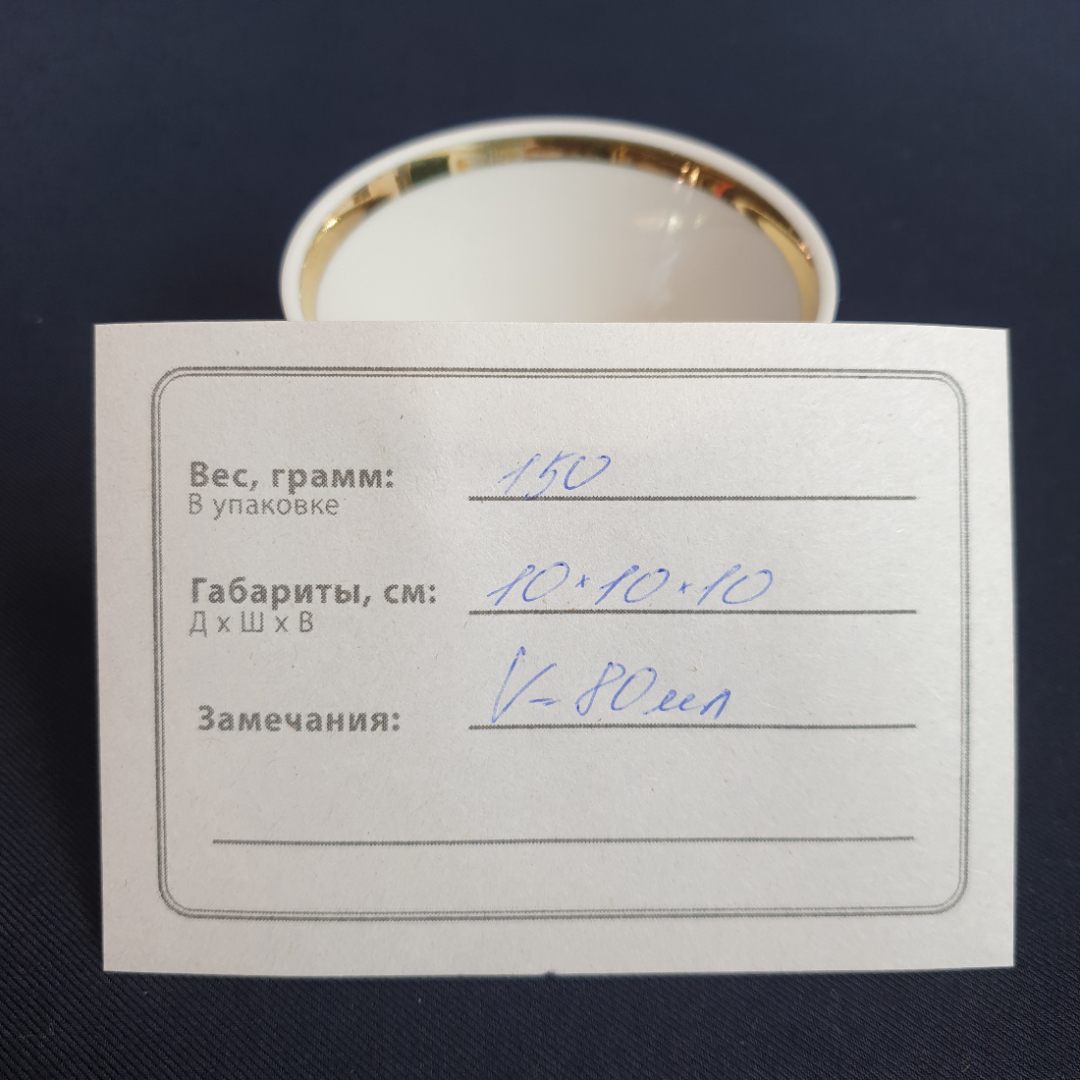 Вес, грамм: 150
В упаковке
Габариты, см: 10×10×10
Д х Ш х В
Замечания: V=80мл